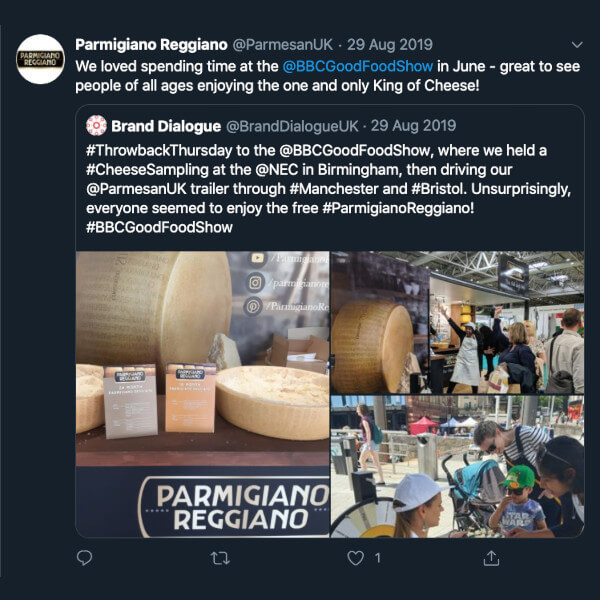 PARMIGIANO
REGGIANO
Parmigiano Reggiano @ParmesanUK · 29 Aug 2019
We loved spending time at the @BBCGoodFoodShow in June - great to see
people of all ages enjoying the one and only King of Cheese!
Brand Dialogue @BrandDialogueUK · 29 Aug 2019
#ThrowbackThursday to the @BBCGoodFoodShow, where we held a
#CheeseSampling at the @NEC in Birmingham, then driving our
@ParmesanUK trailer through #Manchester and #Bristol. Unsurprisingly,
everyone seemed to enjoy the free #ParmigianoReggiano!
#BBCGoodFoodShow
/Parmigianor
/parmigianore
/ParmigianoRe
PARMIGIANO
REGGIANO
PARMIGIANO
REGGIANO
PARMIGIANO
REGGIANO
STAR
WARS
1